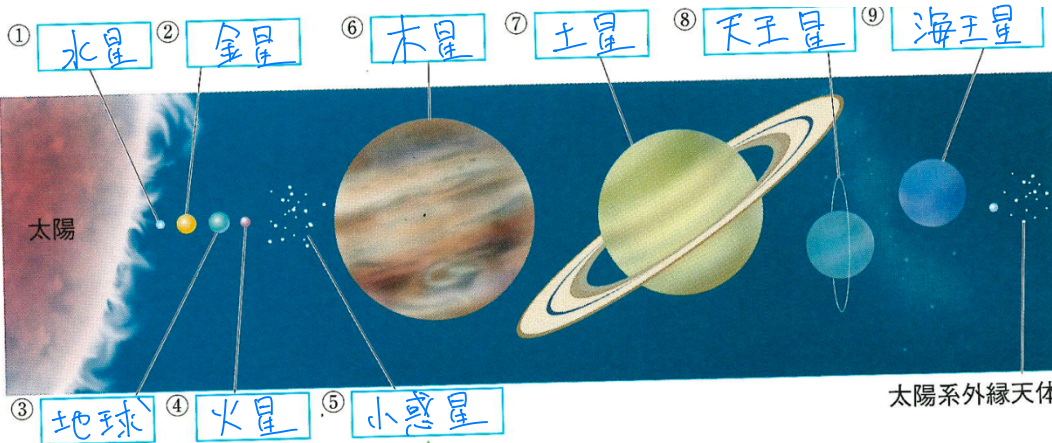 ① 水星 ② 金星 ⑥ 木星 ⑦ 土星 ⑧ 天王星 ⑨ 海王星
太陽
太陽系外縁天体
③ 地球 ④ 火星 ⑤ 小惑星